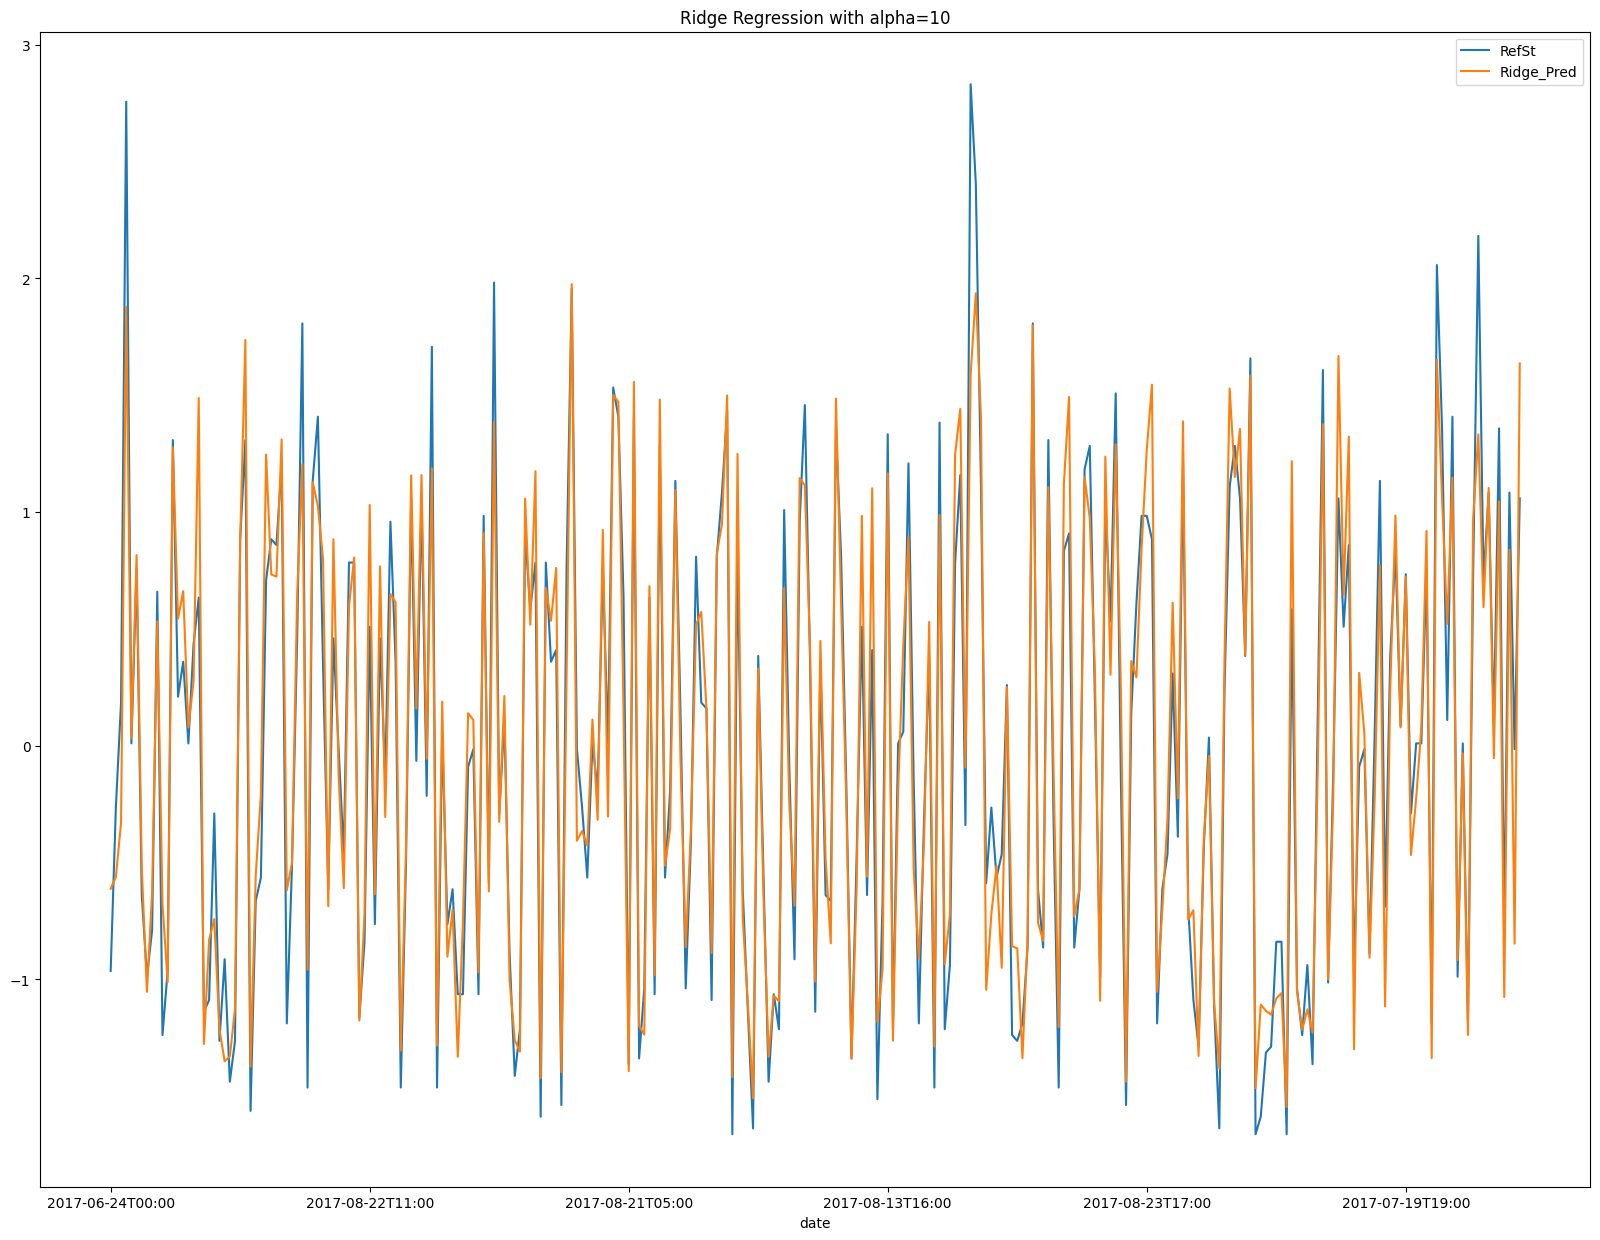 Ridge Regression with alpha=10
RefSt
Ridge_Pred
3
2
1
0
−1
2017-06-24T00:00
2017-08-22T11:00
2017-08-21T05:00
2017-08-13T16:00
2017-08-23T17:00
2017-07-19T19:00
date